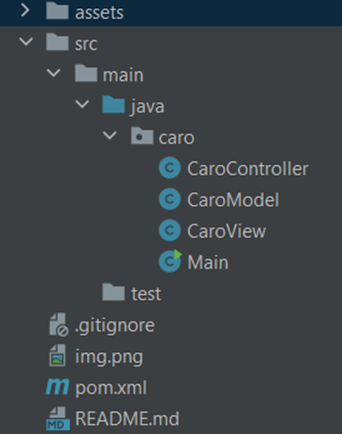 assets
src
main
java
caro
CaroController
CaroModel
CaroView
Main
test
.gitignore
img.png
pom.xml
README.md